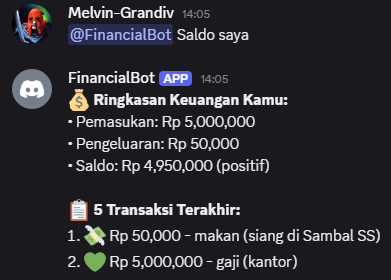 Melvin-Grandiv 14:05
@FinancialBot Saldo saya
FinancialBot APP 14:05
💰 Ringkasan Keuangan Kamu:
• Pemasukan: Rp 5,000,000
• Pengeluaran: Rp 50,000
• Saldo: Rp 4,950,000 (positif)
📋 5 Transaksi Terakhir:
1. 💸 Rp 50,000 - makan (siang di Sambal SS)
2. 💚 Rp 5,000,000 - gaji (kantor)